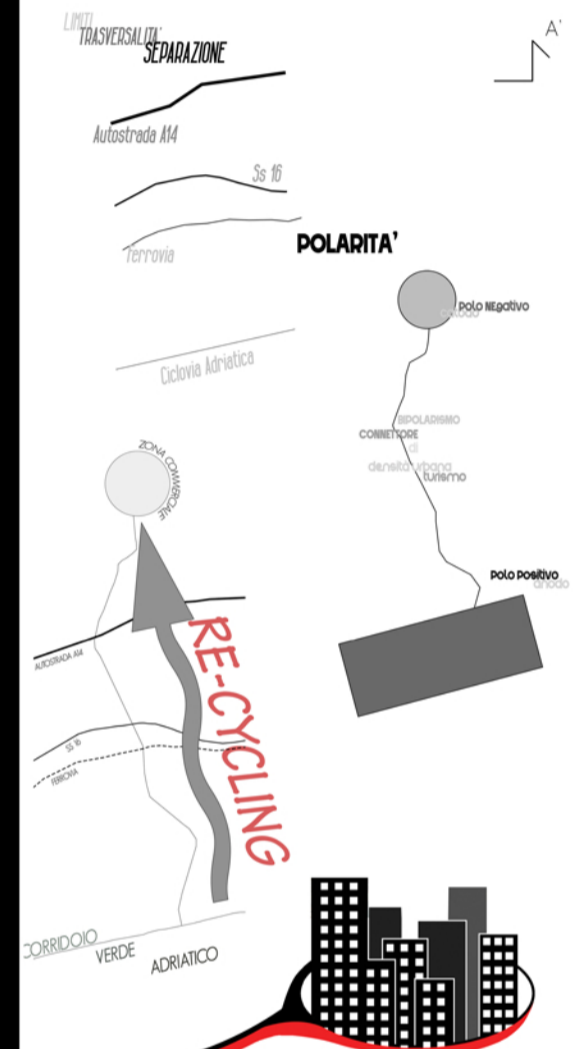 LIMITI
TRASVERSALITA'
SEPARAZIONE
A'
Autostrada A14
Ss 16
ferrovia
POLARITA'
Polo NEgativo
catodo
Ciclovia Adriatica
BIPOLARISMO
CONNETTORE
di
densità urbana
turismo
ZONA COMMERCIALE
Polo Positivo
anodo
RE-CYCLING
AUTOSTRADA A14
SS 16
FERROVIA
CORRIDOIO
VERDE
ADRIATICO